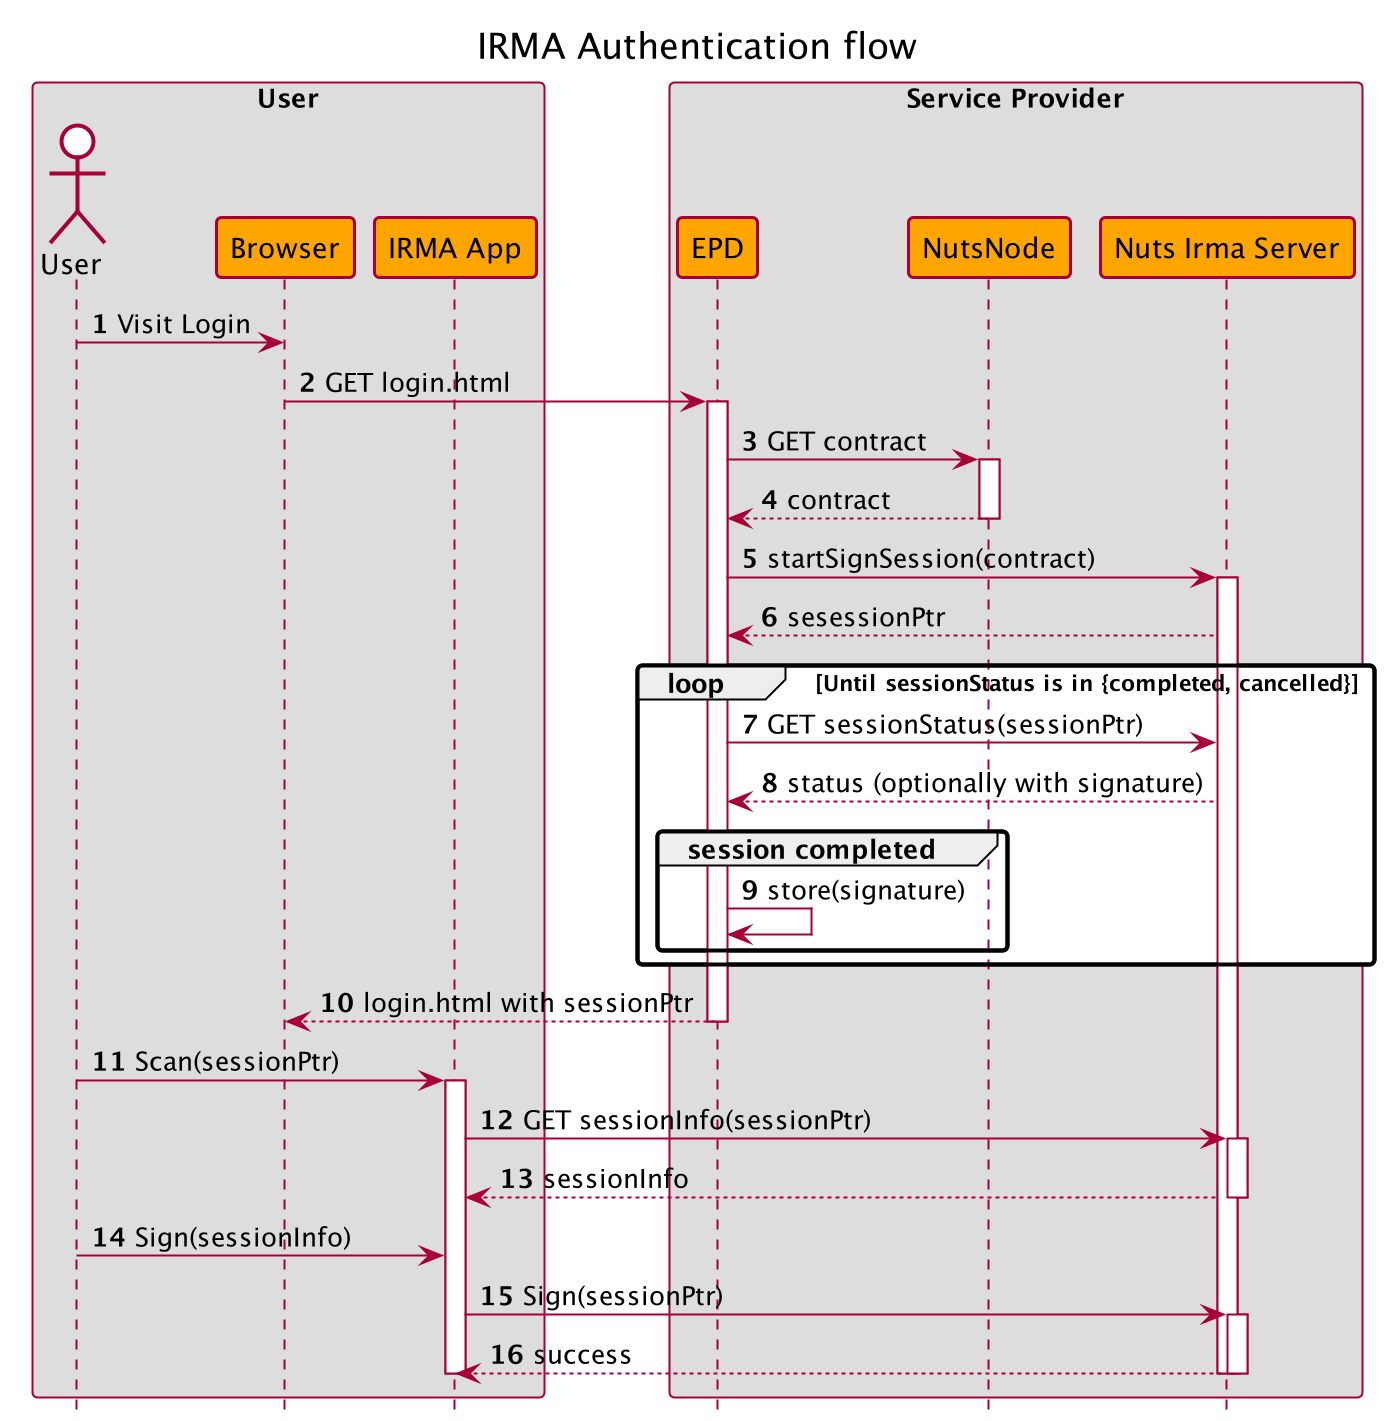 IRMA Authentication flow
User
Service Provider
User
Browser
IRMA App
EPD
NutsNode
Nuts Irma Server
1 Visit Login
2 GET login.html
3 GET contract
4 contract
5 startSignSession(contract)
6 sesessionPtr
loop
[Until sessionStatus is in {completed, cancelled}]
7 GET sessionStatus(sessionPtr)
8 status (optionally with signature)
session completed
9 store(signature)
10 login.html with sessionPtr
11 Scan(sessionPtr)
12 GET sessionInfo(sessionPtr)
13 sessionInfo
14 Sign(sessionInfo)
15 Sign(sessionPtr)
16 success